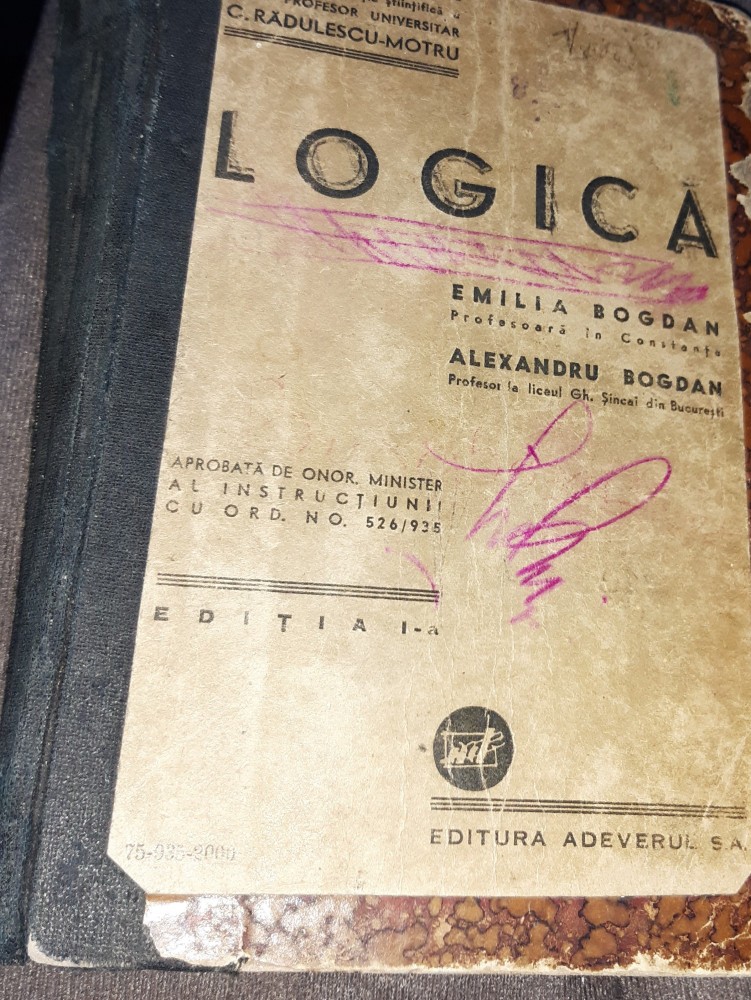 științifică
PROFESOR UNIVERSITAR
C. RĂDULESCU-MOTRU
LOGICĂ
EMILIA BOGDAN
Profesoară în Constanța
ALEXANDRU BOGDAN
Profesor la liceul Gh. Șincai din București
APROBATĂ DE ONOR. MINISTER
AL INSTRUCȚIUNII
CU ORD. NO. 526/935
EDIȚIA I-a
EDITURA ADEVERUL S.A.
75-935-2000